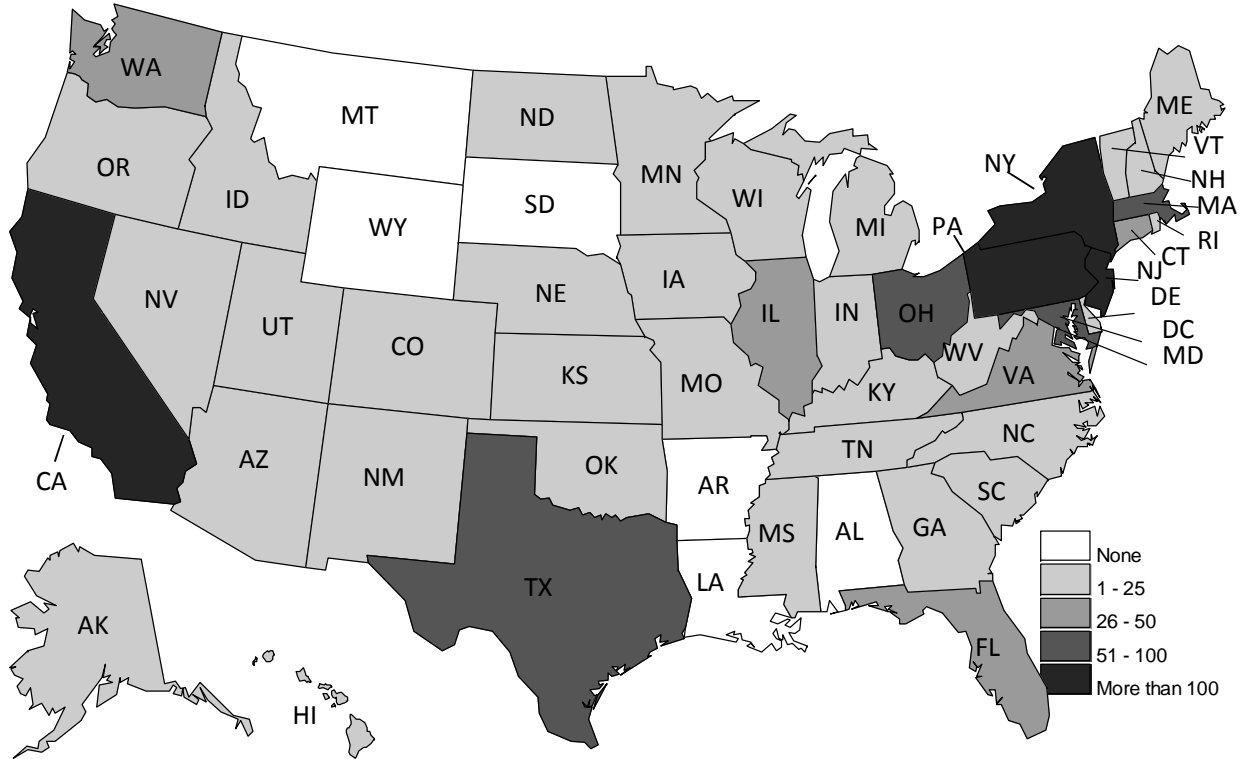 WA
MT
ND
ME
OR
MN
VT
NY
ID
WI
NH
SD
MA
WY
MI
PA
RI
CT
IA
NJ
NE
NV
DE
IL
IN
OH
UT
DC
CO
WV
MD
KS
VA
MO
KY
NC
TN
AZ
OK
NM
CA
AR
SC
MS
AL
GA
None
LA
TX
1 - 25
26 - 50
AK
FL
51 - 100
More than 100
HI